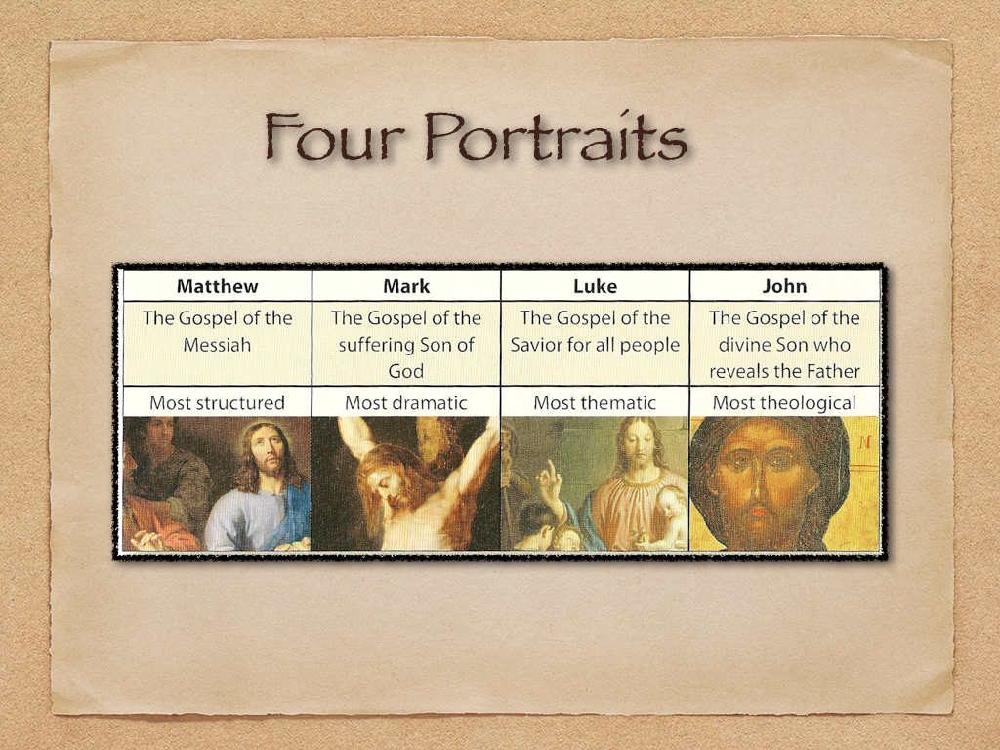 Four Portraits
Matthew
Mark
Luke
John
The Gospel of the
Messiah
The Gospel of the
suffering Son of
God
The Gospel of the
Savior for all people
The Gospel of the
divine Son who
reveals the Father
Most structured
Most dramatic
Most thematic
Most theological
N